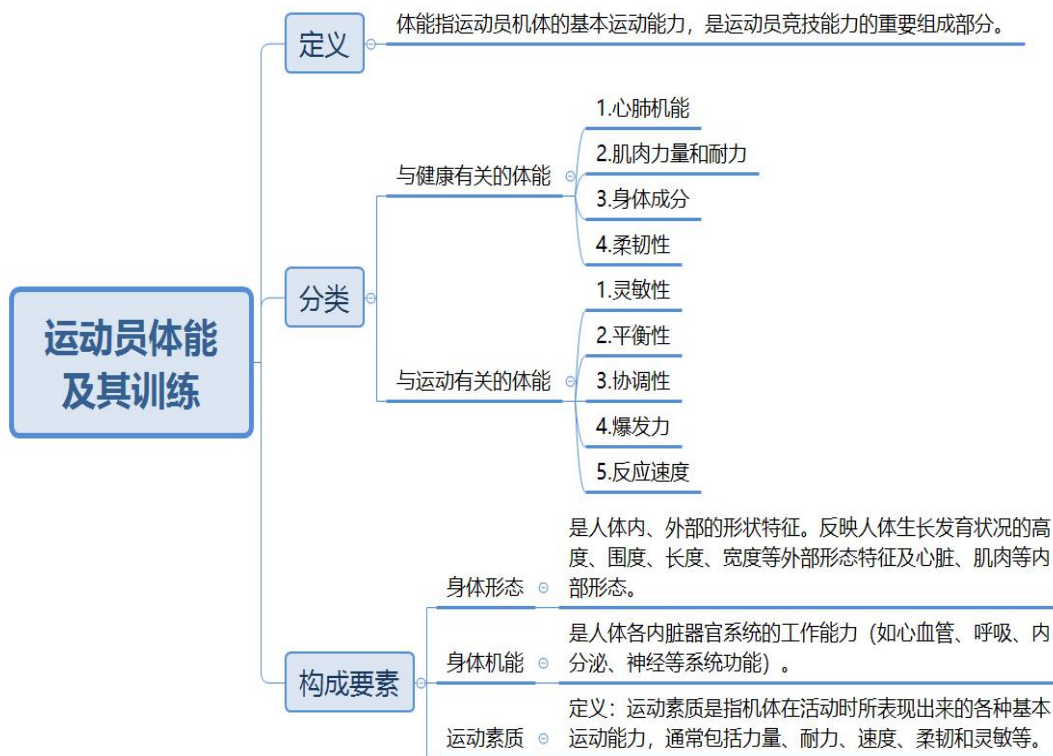 运动员体能
及其训练
定义
体能指运动员机体的基本运动能力，是运动员竞技能力的重要组成部分。
分类
与健康有关的体能
1.心肺机能
2.肌肉力量和耐力
3.身体成分
4.柔韧性
与运动有关的体能
1.灵敏性
2.平衡性
3.协调性
4.爆发力
5.反应速度
构成要素
身体形态
是人体内、外部的形状特征。反映人体生长发育状况的高
度、围度、长度、宽度等外部形态特征及心脏、肌肉等内
部形态。
身体机能
是人体各内脏器官系统的工作能力（如心血管、呼吸、内
分泌、神经等系统功能）。
运动素质
定义：运动素质是指机体在活动时所表现出来的各种基本
运动能力，通常包括力量、耐力、速度、柔韧和灵敏等。